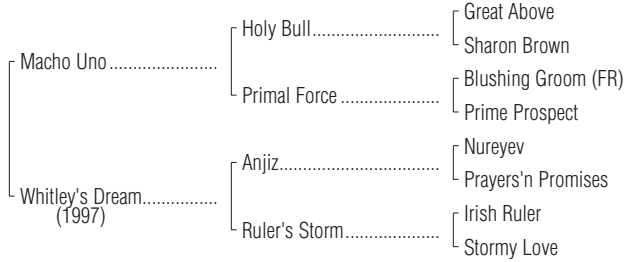 Great Above
Holy Bull....................
Sharon Brown
Macho Uno .................
Blushing Groom (FR)
Primal Force ................
Prime Prospect
Nureyev
Anjiz..........................
Prayers'n Promises
Whitley's Dream............
(1997)
Irish Ruler
Ruler's Storm................
Stormy Love